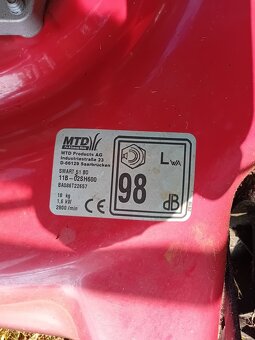 MTD
MTD Products AG
Industriestraße 23
D-66129 Saarbrücken
SMART 51 BO
11B-02SH600
18 kg
1,6 kW
2800 /min
CE
LWA
98
dB